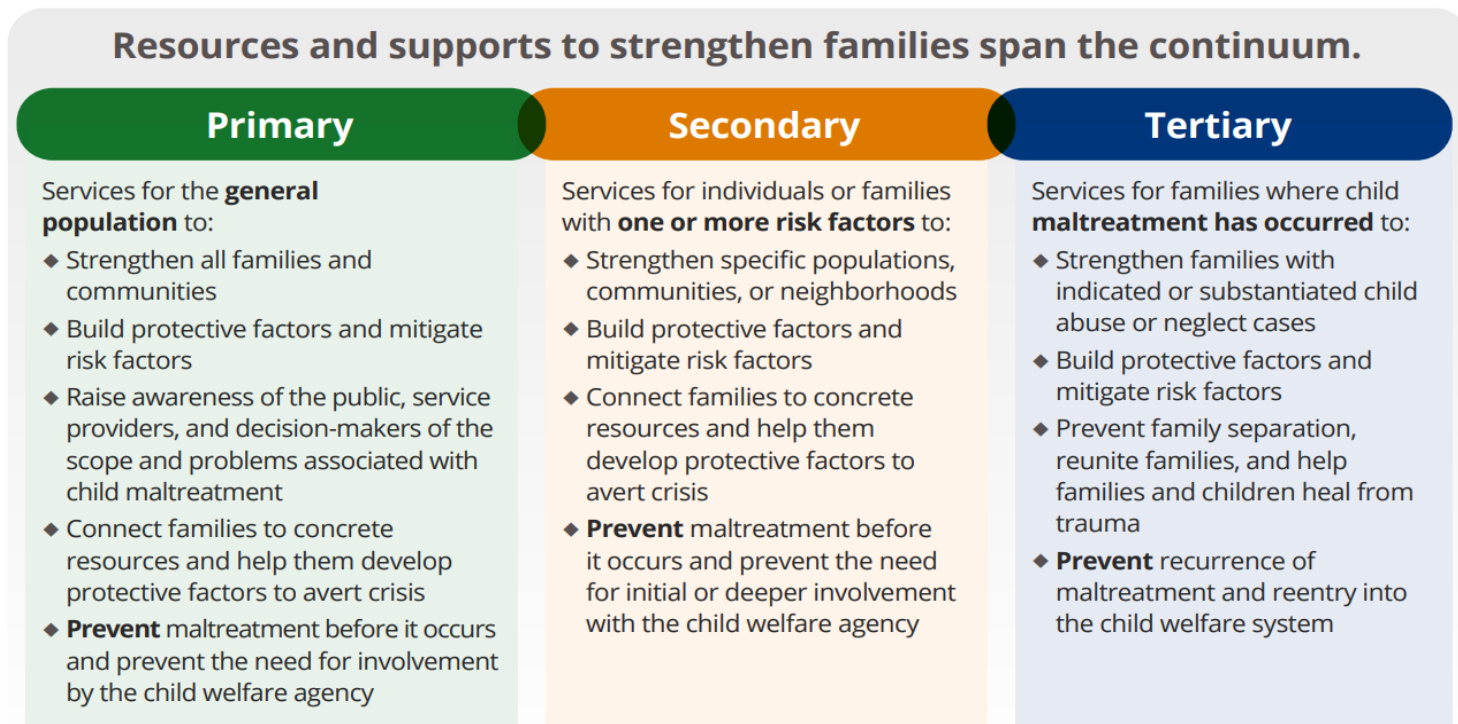 Resources and supports to strengthen families span the continuum.
Primary
Services for the general
population to:
◆ Strengthen all families and
communities
◆ Build protective factors and mitigate
risk factors
◆ Raise awareness of the public, service
providers, and decision-makers of the
scope and problems associated with
child maltreatment
◆ Connect families to concrete
resources and help them develop
protective factors to avert crisis
◆ Prevent maltreatment before it occurs
and prevent the need for involvement
by the child welfare agency
Secondary
Services for individuals or families
with one or more risk factors to:
◆ Strengthen specific populations,
communities, or neighborhoods
◆ Build protective factors and
mitigate risk factors
◆ Connect families to concrete
resources and help them
develop protective factors to
avert crisis
◆ Prevent maltreatment before
it occurs and prevent the need
for initial or deeper involvement
with the child welfare agency
Tertiary
Services for families where child
maltreatment has occurred to:
◆ Strengthen families with
indicated or substantiated child
abuse or neglect cases
◆ Build protective factors and
mitigate risk factors
◆ Prevent family separation,
reunite families, and help
families and children heal from
trauma
◆ Prevent recurrence of
maltreatment and reentry into
the child welfare system